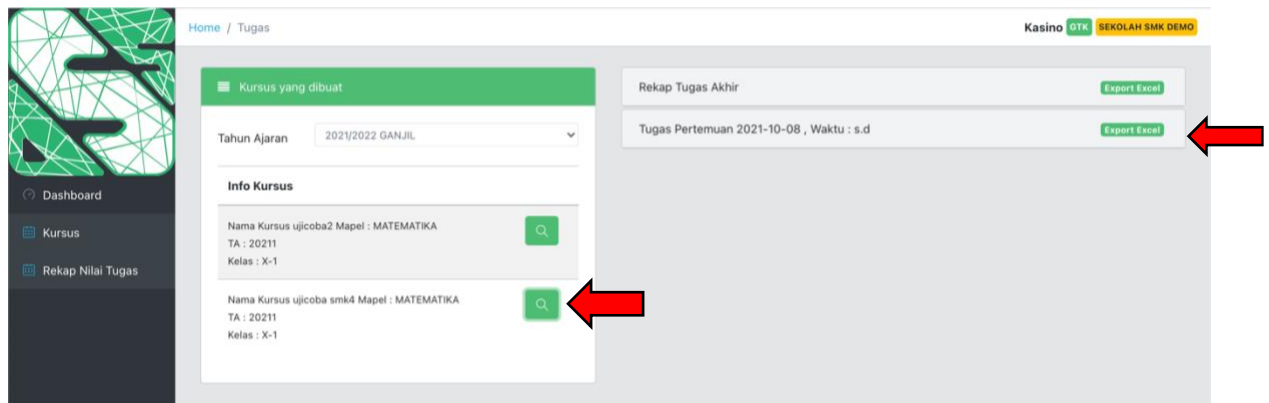 Home / Tugas
Kasino GTK SEKOLAH SMK DEMO
Dashboard
Kursus
Rekap Nilai Tugas
Kursus yang dibuat
Tahun Ajaran 2021/2022 GANJIL
Info Kursus
Nama Kursus ujicoba2 Mapel : MATEMATIKA
TA : 20211
Kelas : X-1
Nama Kursus ujicoba smk4 Mapel : MATEMATIKA
TA : 20211
Kelas : X-1
Rekap Tugas Akhir Export Excel
Tugas Pertemuan 2021-10-08 , Waktu : s.d Export Excel